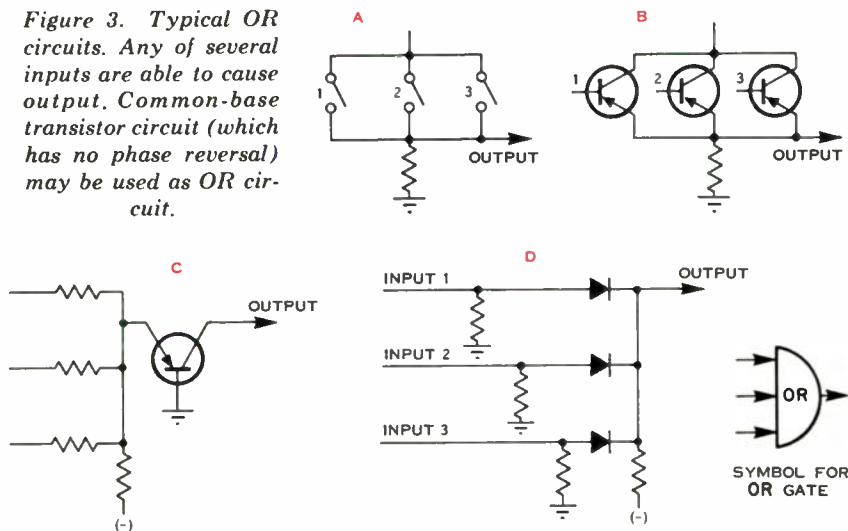 Figure 3. Typical OR
circuits. Any of several
inputs are able to cause
output. Common-base
transistor circuit (which
has no phase reversal)
may be used as OR cir-
cuit.
A
1
2
3
OUTPUT
B
1
2
3
OUTPUT
C
OUTPUT
(-)
D
INPUT 1
OUTPUT
INPUT 2
INPUT 3
(-)
OR
SYMBOL FOR
OR GATE